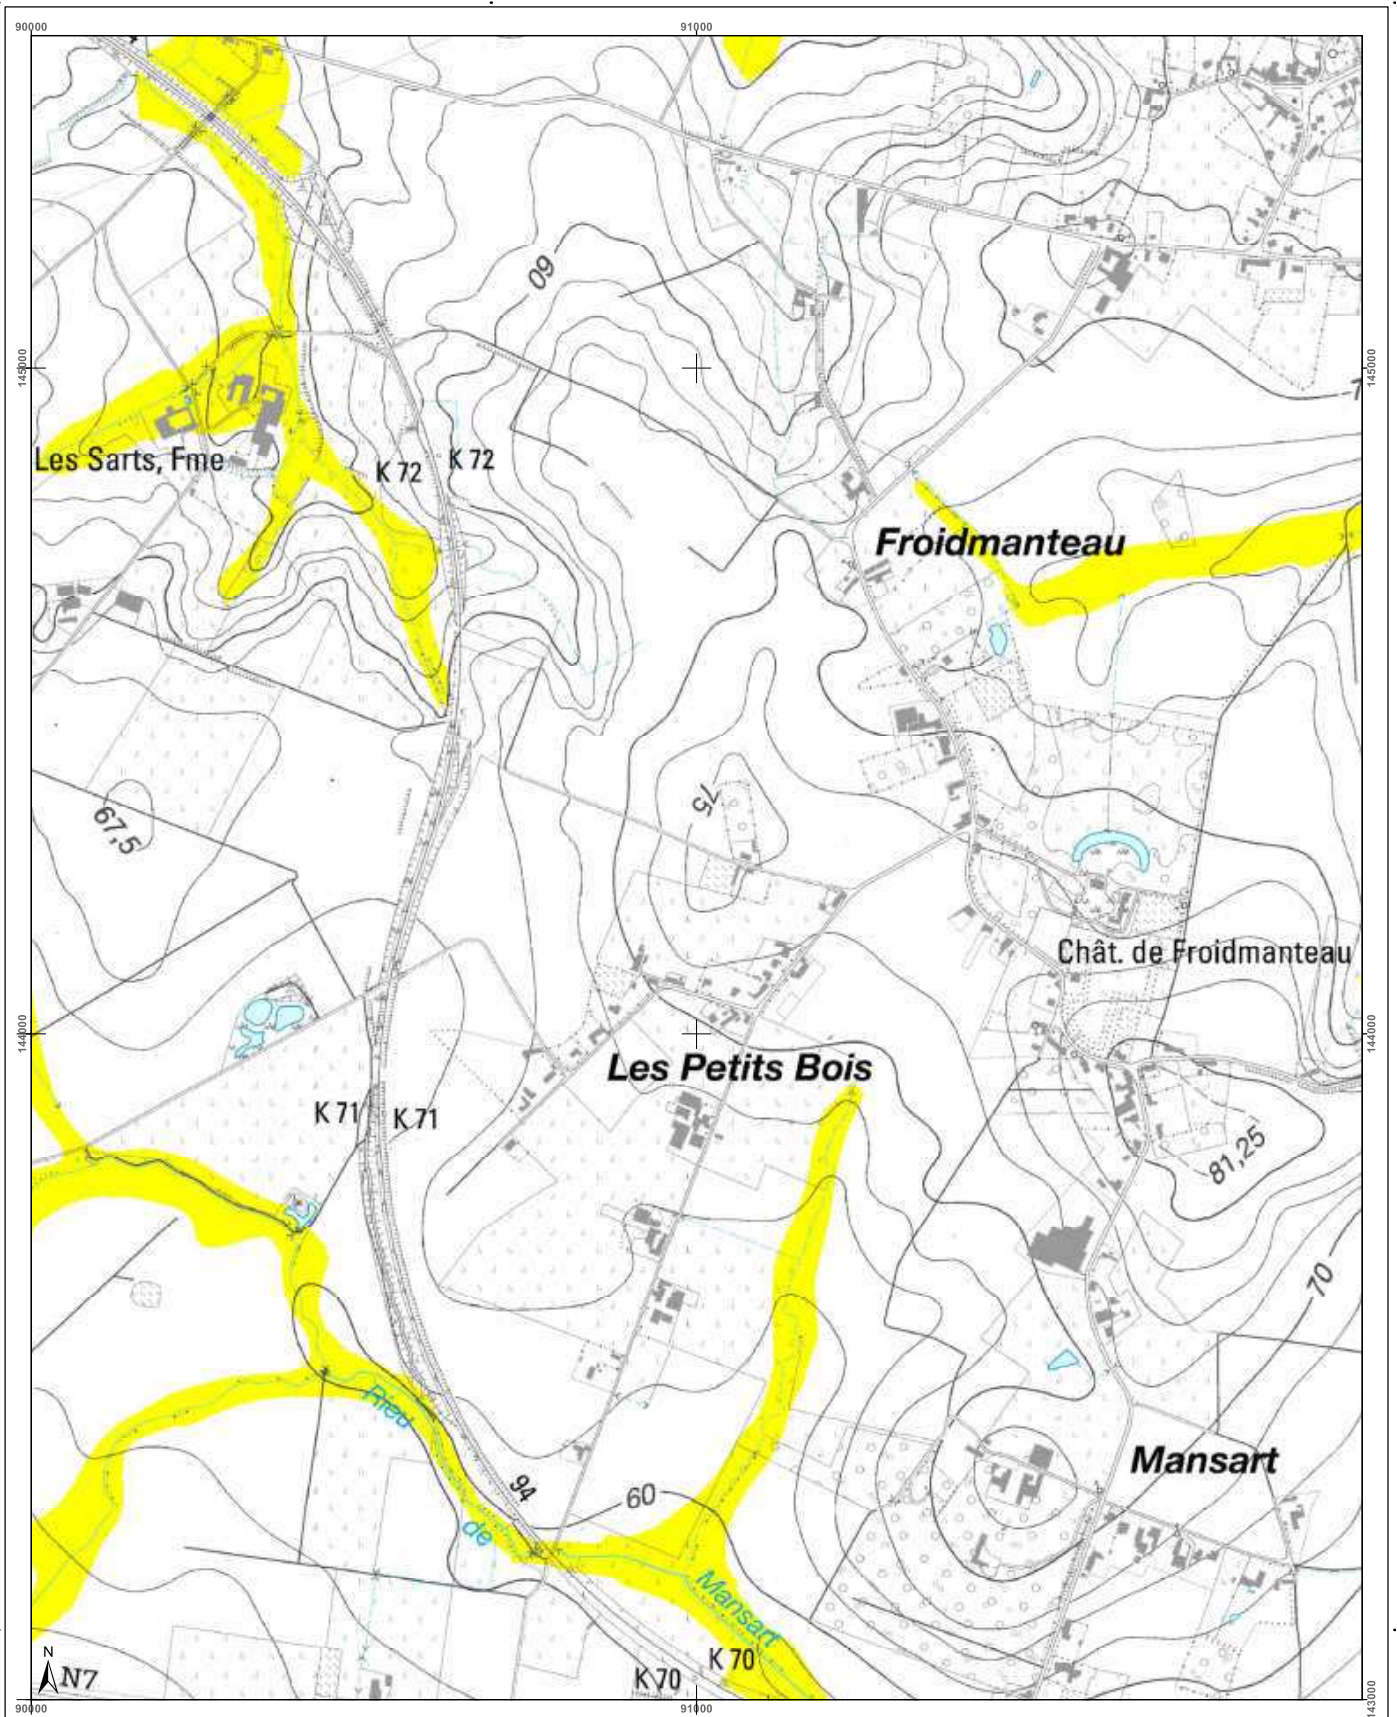 90000
91000
60
145000
145000
Les Sarts, Fme
K 72
K 72
Froidmanteau
75
67,5
Chât. de Froidmanteau
144000
144000
Les Petits Bois
K 71
K 71
81,25
70
Rieu
94
60
Mansart
de
Mansart
K 70
K 70
N
N7
90000
91000
143000